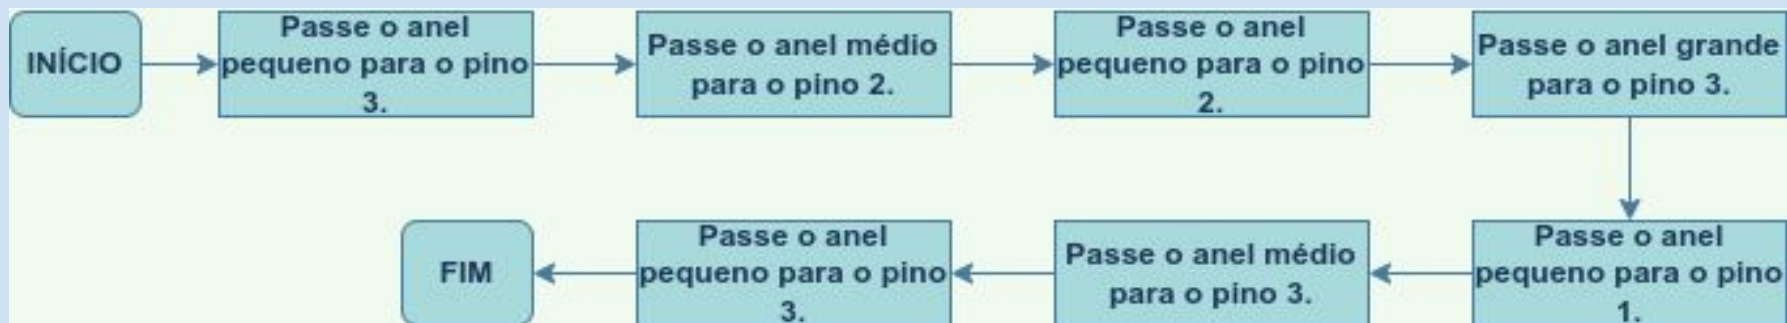 INÍCIO
Passe o anel
pequeno para o pino
3.
Passe o anel médio
para o pino 2.
Passe o anel
pequeno para o pino
2.
Passe o anel grande
para o pino 3.
Passe o anel
pequeno para o pino
1.
Passe o anel médio
para o pino 3.
Passe o anel
pequeno para o pino
3.
FIM